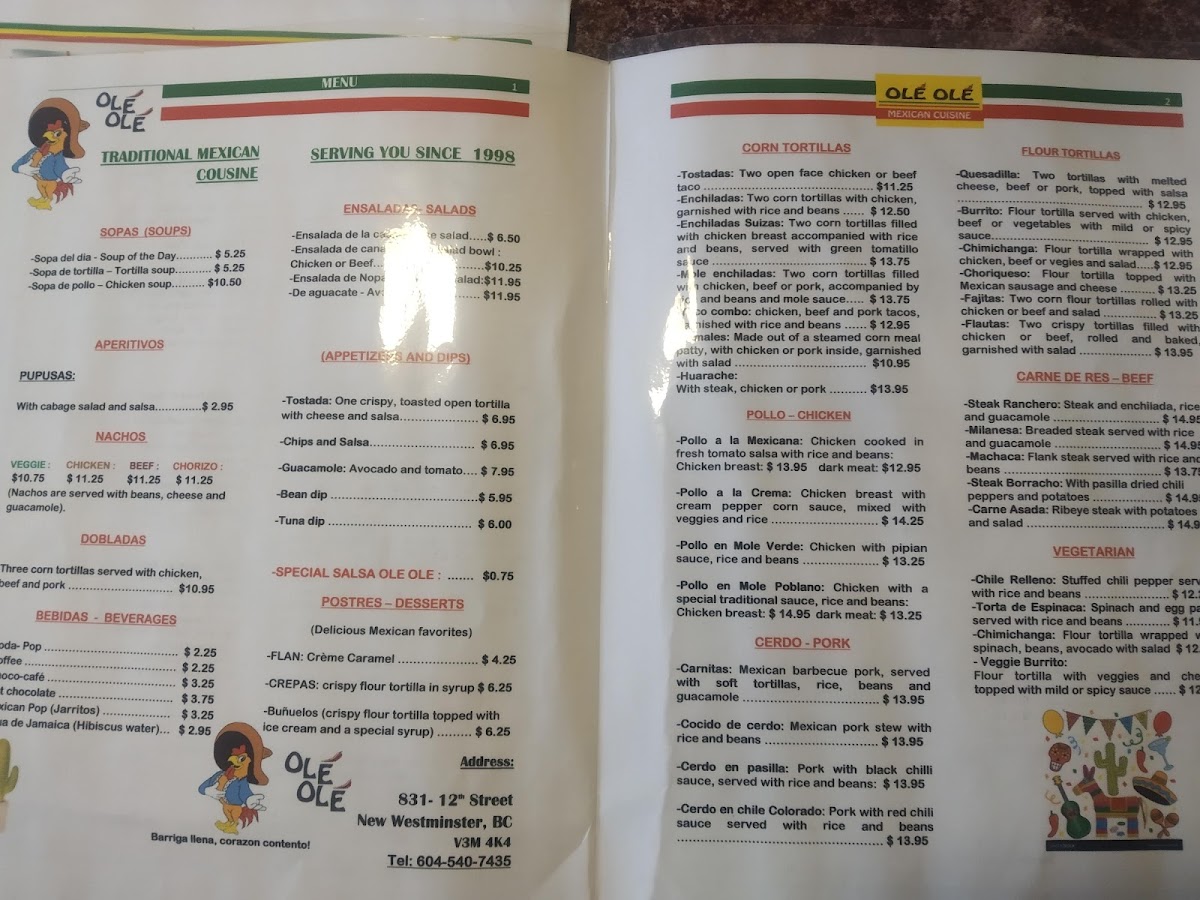 MENU 1
OLÉ
OLÉ
TRADITIONAL MEXICAN
COUSINE
SERVING YOU SINCE 1998
SOPAS (SOUPS)
-Sopa del dia - Soup of the Day........... $ 5.25
-Sopa de tortilla – Tortilla soup.......... $ 5.25
-Sopa de pollo – Chicken soup.......... $10.50
APERITIVOS
PUPUSAS:
With cabage salad and salsa..............$ 2.95
NACHOS
VEGGIE : CHICKEN : BEEF : CHORIZO :
$10.75 $ 11.25 $11.25 $ 11.25
(Nachos are served with beans, cheese and
guacamole).
DOBLADAS
Three corn tortillas served with chicken,
beef and pork ............................... $10.95
BEBIDAS - BEVERAGES
- Pop ........................................ $ 2.25
............................................. $ 2.25
-café ....................................... $ 3.25
chocolate .................................. $ 3.75
Pop (Jarritos) .................... $ 3.25
de Jamaica (Hibiscus water)... $ 2.95
ENSALADAS- SALADS
-Ensalada de la salad.....$ 6.50
-Ensalada de bowl :
Chicken or Beef... $10.25
-Ensalada de :$11.95
-De aguacate - ....... $11.95
(APPETIZERS AND DIPS)
-Tostada: One crispy, toasted open tortilla
with cheese and salsa......................... $ 6.95
-Chips and Salsa................................. $ 6.95
-Guacamole: Avocado and tomato.... $ 7.95
-Bean dip ...........................................$ 5.95
-Tuna dip .......................................... $ 6.00
-SPECIAL SALSA OLE OLE : ....... $0.75
POSTRES – DESSERTS
(Delicious Mexican favorites)
-FLAN: Crème Caramel ....................... $ 4.25
-CREPAS: crispy flour tortilla in syrup $ 6.25
-Buñuelos (crispy flour tortilla topped with
ice cream and a special syrup) ......... $ 6.25
OLÉ
OLÉ
Barriga llena, corazon contento!
Address:
831- 12th Street
New Westminster, BC
V3M 4K4
Tel: 604-540-7435
OLÉ OLÉ
MEXICAN CUISINE
2
CORN TORTILLAS
-Tostadas: Two open face chicken or beef
taco ................................................ $11.25
-Enchiladas: Two corn tortillas with chicken,
garnished with rice and beans ...... $ 12.50
-Enchiladas Suizas: Two corn tortillas filled
with chicken breast accompanied with rice
and beans, served with green tomatillo
sauce ............................................ $ 13.75
-Mole enchiladas: Two corn tortillas filled
with chicken, beef or pork, accompanied by
and beans and mole sauce..... $ 13.75
combo: chicken, beef and pork tacos,
garnished with rice and beans ...... $ 12.95
Made out of a steamed corn meal
patty, with chicken or pork inside, garnished
with salad ...................................... $10.95
-Huarache:
With steak, chicken or pork ...........$13.95
POLLO – CHICKEN
-Pollo a la Mexicana: Chicken cooked in
fresh tomato salsa with rice and beans:
Chicken breast: $ 13.95 dark meat: $12.95
-Pollo a la Crema: Chicken breast with
cream pepper corn sauce, mixed with
veggies and rice .............................. $ 14.25
-Pollo en Mole Verde: Chicken with pipian
sauce, rice and beans ..................... $ 13.25
-Pollo en Mole Poblano: Chicken with a
special traditional sauce, rice and beans:
Chicken breast: $ 14.95 dark meat: $ 13.25
CERDO - PORK
-Carnitas: Mexican barbecue pork, served
with soft tortillas, rice, beans and
guacamole ...................................... $ 13.95
-Cocido de cerdo: Mexican pork stew with
rice and beans ................................ $ 13.95
-Cerdo en pasilla: Pork with black chilli
sauce, served with rice and beans: $ 13.95
-Cerdo en chile Colorado: Pork with red chili
sauce served with rice and beans
.......................................................... $ 13.95
FLOUR TORTILLAS
-Quesadilla: Two tortillas with melted
cheese, beef or pork, topped with salsa
.................................................... $ 12.95
-Burrito: Flour tortilla served with chicken,
beef or vegetables with mild or spicy
sauce.......................................... $ 12.95
-Chimichanga: Flour tortilla wrapped with
chicken, beef or vegies and salad.....$ 12.95
-Choriqueso: Flour tortilla topped with
Mexican sausage and cheese ......... $ 13.25
-Fajitas: Two corn flour tortillas rolled with
chicken or beef and salad ............... $ 13.25
-Flautas: Two crispy tortillas filled with
chicken or beef, rolled and baked,
garnished with salad ..................... $ 13.95
CARNE DE RES – BEEF
-Steak Ranchero: Steak and enchilada, rice
and guacamole ............................... $ 14.95
-Milanesa: Breaded steak served with rice
and guacamole ............................... $ 14.95
-Machaca: Flank steak served with rice and
beans ............................................. $ 13.75
-Steak Borracho: With pasilla dried chili
peppers and potatoes .................... $ 14.95
-Carne Asada: Ribeye steak with potatoes
and salad ....................................... $ 14.9
VEGETARIAN
-Chile Relleno: Stuffed chili pepper
with rice and beans ........................ $ 12.
-Torta de Espinaca: Spinach and egg
served with rice and beans ............ $ 11.
-Chimichanga: Flour tortilla wrapped
spinach, beans, avocado with salad $ 12.
- Veggie Burrito:
Flour tortilla with veggies and
topped with mild or spicy sauce ...... $ 12